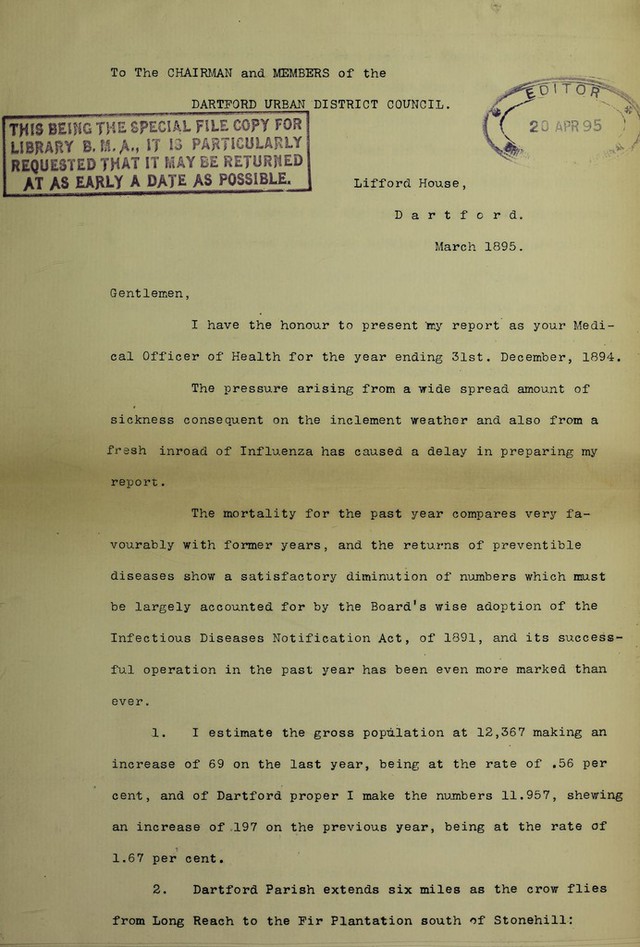 To The CHAIRMAN and MEMBERS of the
DARTFORD URBAN DISTRICT COUNCIL.
EDITOR
20 APR 95
THIS BEING THE SPECIAL FILE COPY FOR
LIBRARY B.M.A., IT IS PARTICULARLY
REQUESTED THAT IT MAY BE RETURNED
AT AS EARLY A DATE AS POSSIBLE.
Lifford House,
Dartford.
March 1895.
Gentlemen,
I have the honour to present my report as your Medi-
cal Officer of Health for the year ending 31st. December, 1894.
The pressure arising from a wide spread amount of
sickness consequent on the inclement weather and also from a
fresh inroad of Influenza has caused a delay in preparing my
report.
The mortality for the past year compares very fa-
vourably with former years, and the returns of preventible
diseases show a satisfactory diminution of numbers which must
be largely accounted for by the Board's wise adoption of the
Infectious Diseases Notification Act, of 1891, and its success-
ful operation in the past year has been even more marked than
ever.
1. I estimate the gross population at 12,367 making an
increase of 69 on the last year, being at the rate of .56 per
cent, and of Dartford proper I make the numbers 11.957, shewing
an increase of 197 on the previous year, being at the rate of
1.67 per cent.
2. Dartford Parish extends six miles as the crow flies
from Long Reach to the Fir Plantation south of Stonehill: